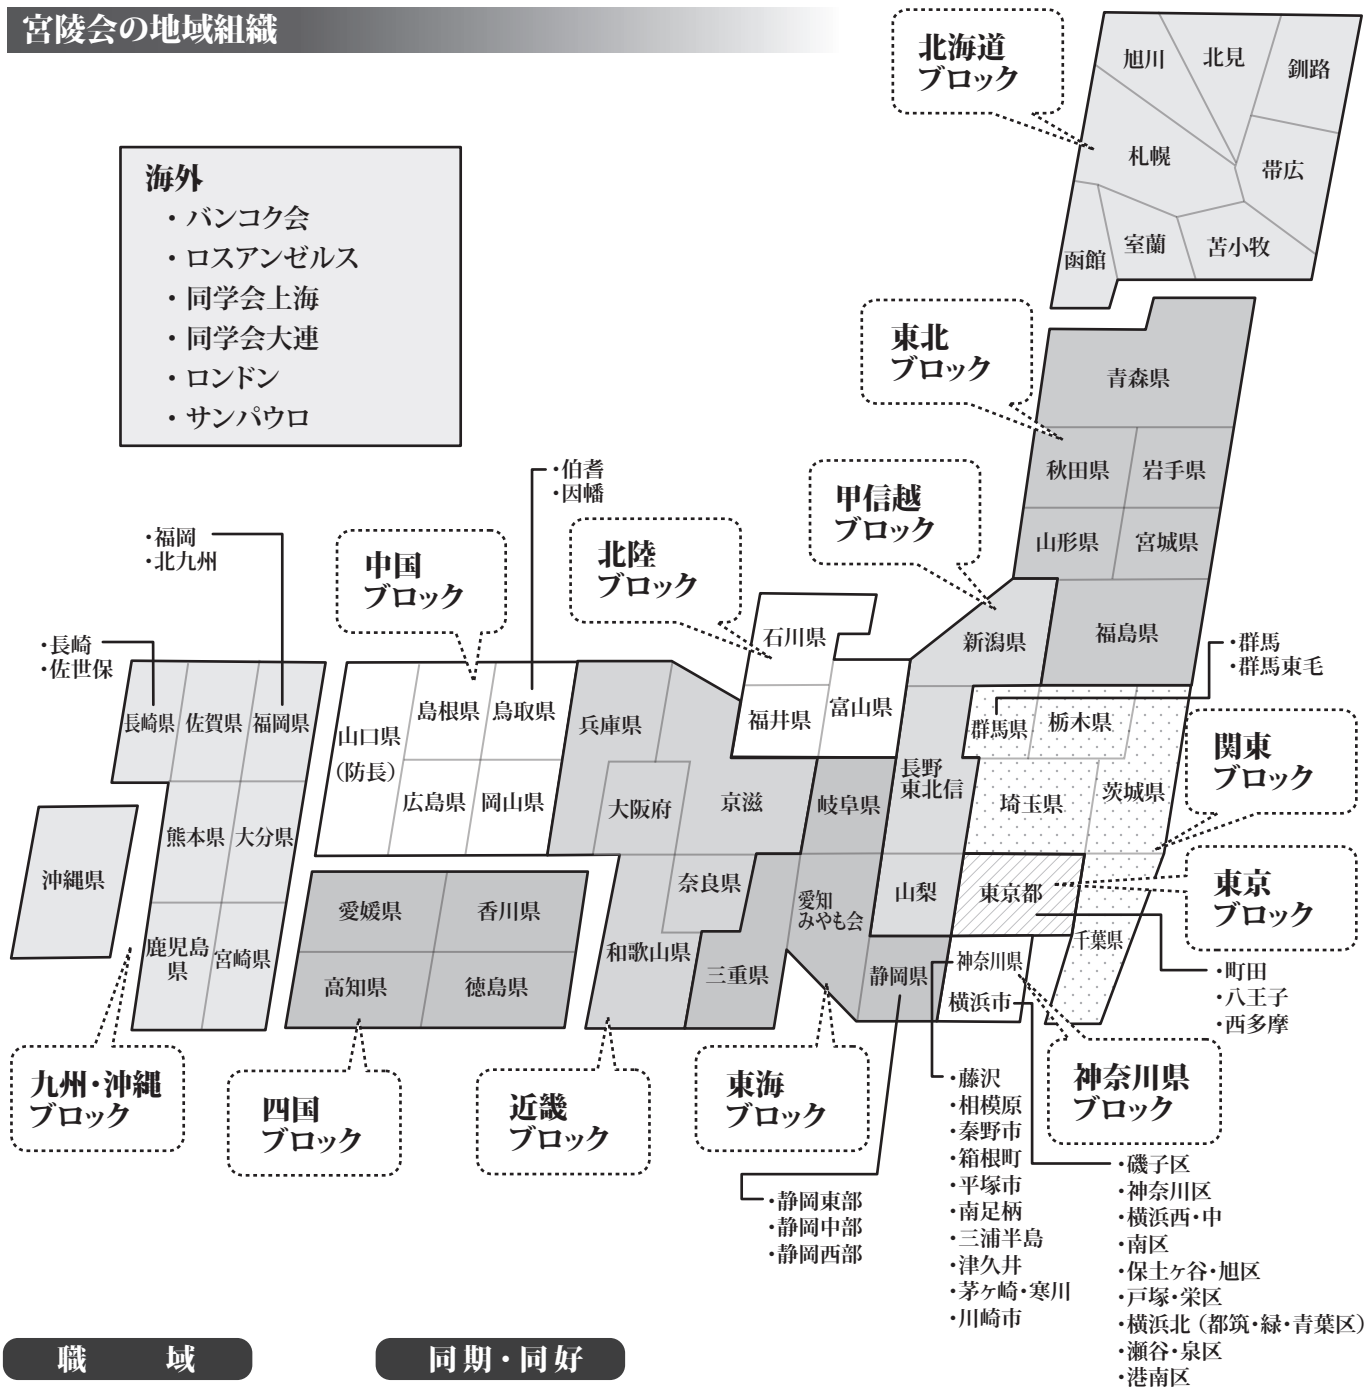 宮陵会の地域組織
海外
・バンコク会
・ロスアンゼルス
・同学会上海
・同学会大連
・ロンドン
・サンパウロ
北海道
ブロック
旭川
北見
釧路
札幌
帯広
函館
室蘭
苫小牧
東北
ブロック
青森県
秋田県
岩手県
山形県
宮城県
福島県
甲信越
ブロック
新潟県
長野
東北信
山梨
北陸
ブロック
石川県
福井県
富山県
・伯耆
・因幡
中国
ブロック
島根県
鳥取県
山口県
（防長）
広島県
岡山県
・福岡
・北九州
・長崎
・佐世保
長崎県
佐賀県
福岡県
熊本県
大分県
鹿児島
県
宮崎県
沖縄県
九州・沖縄
ブロック
愛媛県
香川県
高知県
徳島県
四国
ブロック
兵庫県
大阪府
京滋
奈良県
和歌山県
近畿
ブロック
岐阜県
愛知
みやも会
三重県
静岡県
東海
ブロック
・静岡東部
・静岡中部
・静岡西部
・群馬
・群馬東毛
群馬県
栃木県
埼玉県
茨城県
千葉県
関東
ブロック
東京都
東京
ブロック
・町田
・八王子
・西多摩
神奈川県
横浜市
神奈川県
ブロック
・藤沢
・相模原
・秦野市
・箱根町
・平塚市
・南足柄
・三浦半島
・津久井
・茅ヶ崎・寒川
・川崎市
・磯子区
・神奈川区
・横浜西・中
・南区
・保土ヶ谷・旭区
・戸塚・栄区
・横浜北（都筑・緑・青葉区）
・瀬谷・泉区
・港南区
職　域
同期・同好